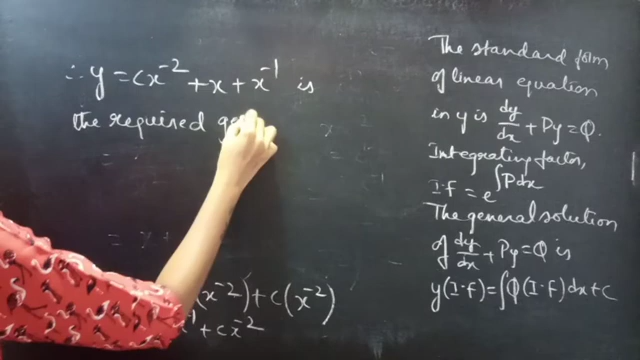 ∴ y = cx⁻² + x + x⁻¹ is
the required ge
(x⁻²) + c(x⁻²)
+ cx⁻²
The standard form
of linear equation
in y is dy/dx + Py = Q.
Integrating factor,
I.f = e^∫Pdx
The general solution
of dy/dx + Py = Q is
y(I.f) = ∫Q(I.f)dx + C